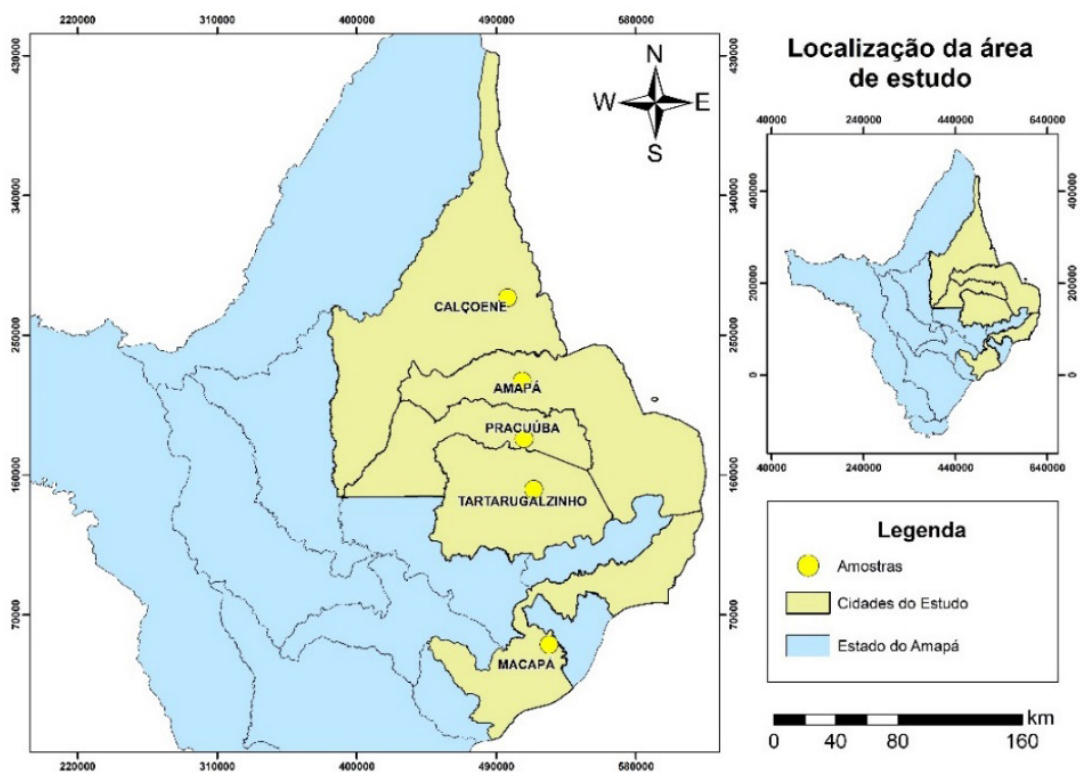 220000 310000 400000 490000 580000
430000 430000
340000 340000
250000 250000
160000 160000
70000 70000
220000 310000 400000 490000 580000
N
W E
S
CALÇOENE
AMAPÁ
PRACUÚBA
TARTARUGALZINHO
MACAPÁ
Localização da área
de estudo
40000 240000 440000 640000
400000 400000
200000 200000
0 0
40000 240000 440000 640000
Legenda
Amostras
Cidades do Estudo
Estado do Amapá
km
0 40 80 160